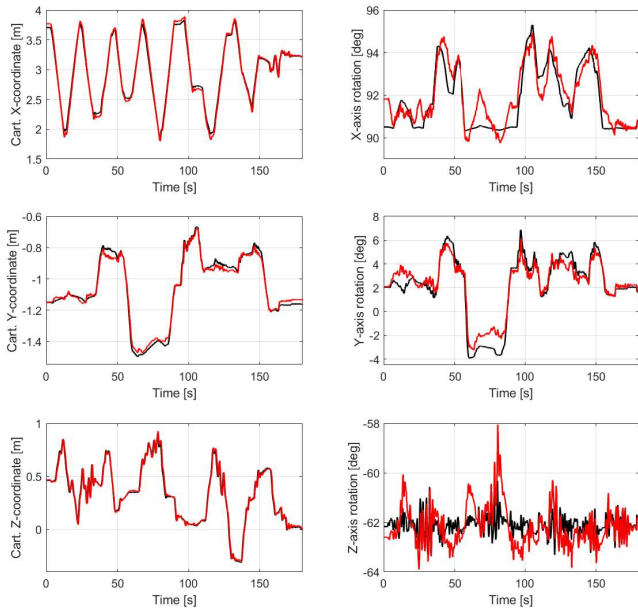 4
3.5
3
2.5
2
1.5
Cart. X-coordinate [m]
0 50 100 150
Time [s]
96
94
92
90
X-axis rotation [deg]
0 50 100 150
Time [s]
-0.6
-0.8
-1
-1.2
-1.4
Cart. Y-coordinate [m]
0 50 100 150
Time [s]
8
6
4
2
0
-2
-4
Y-axis rotation [deg]
0 50 100 150
Time [s]
1
0.5
0
Cart. Z-coordinate [m]
0 50 100 150
Time [s]
-58
-60
-62
-64
Z-axis rotation [deg]
0 50 100 150
Time [s]